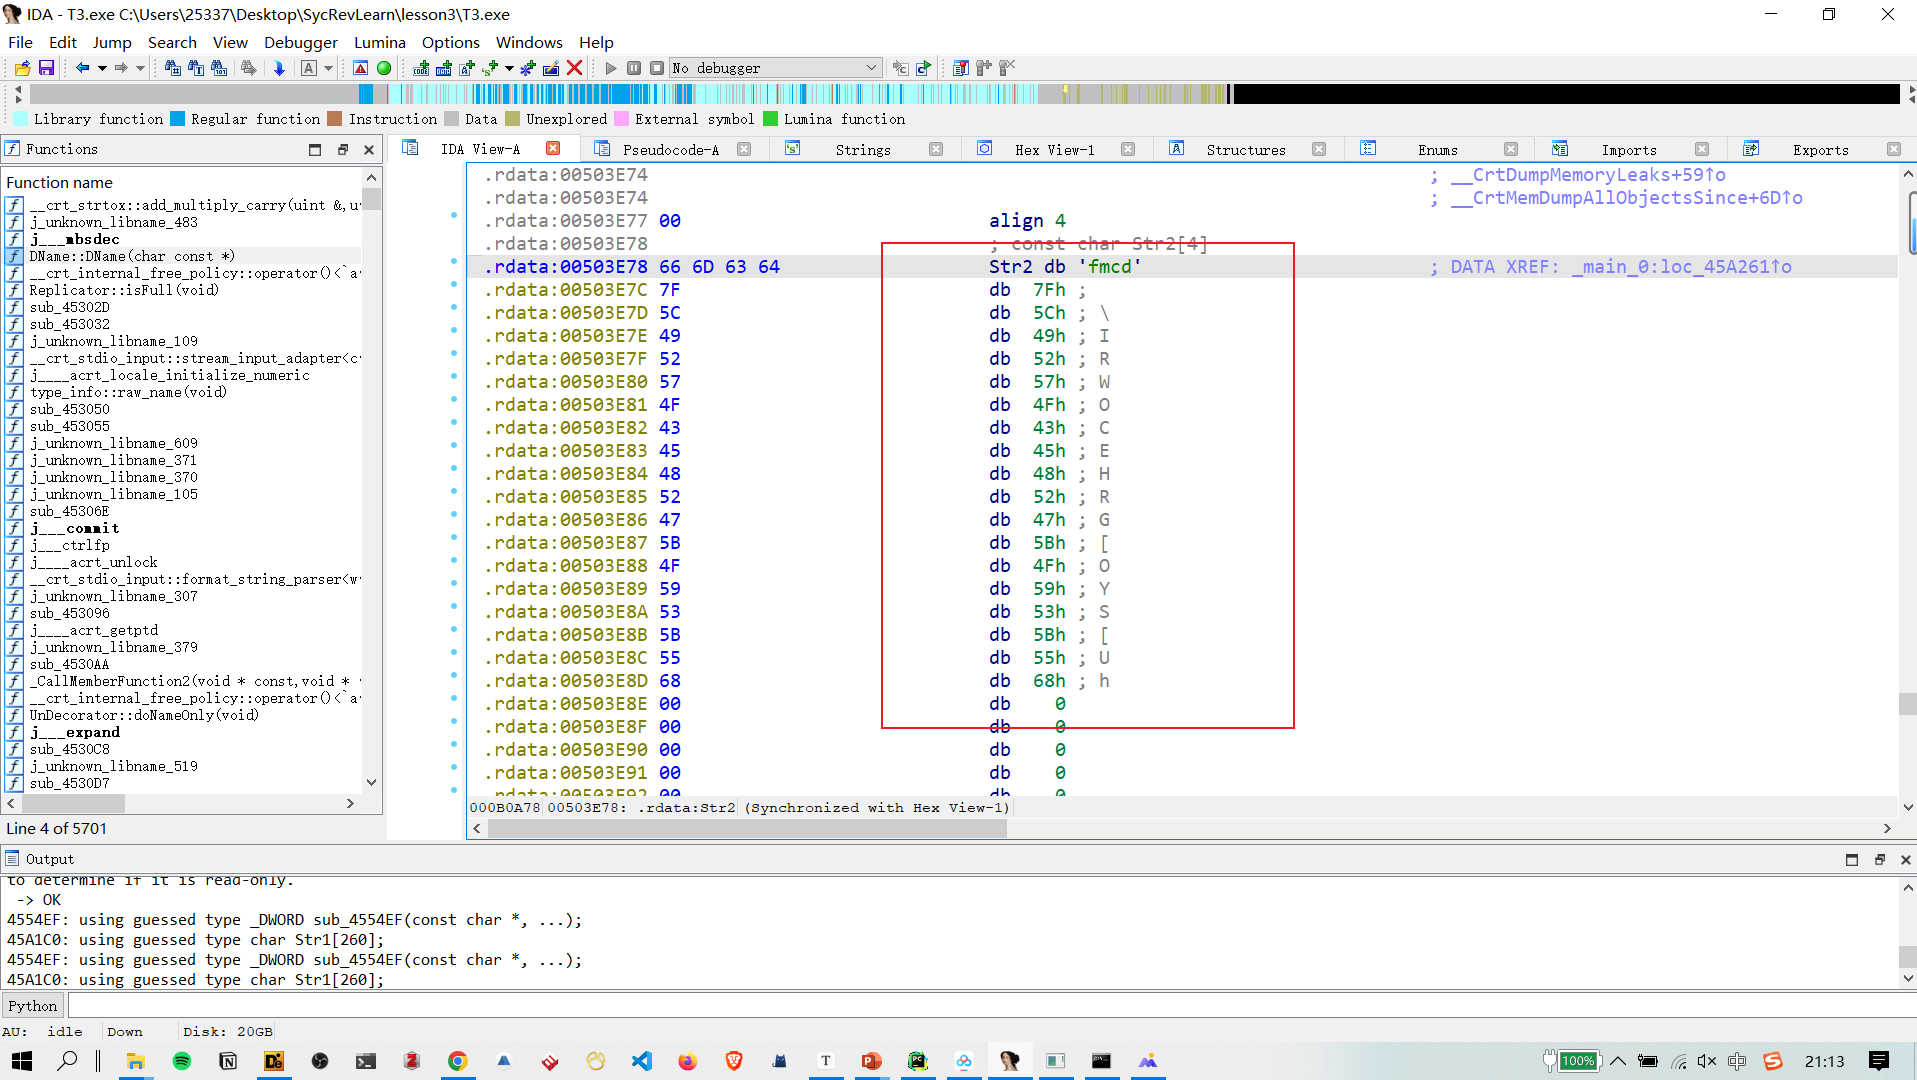 IDA - T3.exe C:\Users\25337\Desktop\SycRevLearn\lesson3\T3.exe
File Edit Jump Search View Debugger Lumina Options Windows Help
No debugger
Library function Regular function Instruction Data Unexplored External symbol Lumina function
Functions
IDA View-A Pseudocode-A Strings Hex View-1 Structures Enums Imports Exports
Function name
__crt_strtox::add_multiply_carry(uint &,u
j_unknown_libname_483
j___mbsdec
DName::DName(char const *)
__crt_internal_free_policy::operator()<`a
Replicator::isFull(void)
sub_45302D
sub_453032
j_unknown_libname_109
__crt_stdio_input::stream_input_adapter<c
j____acrt_locale_initialize_numeric
type_info::raw_name(void)
sub_453050
sub_453055
j_unknown_libname_609
j_unknown_libname_371
j_unknown_libname_370
j_unknown_libname_105
sub_45306E
j___commit
j___ctrlfp
j____acrt_unlock
__crt_stdio_input::format_string_parser<w
j_unknown_libname_307
sub_453096
j____acrt_getptd
j_unknown_libname_379
sub_4530AA
_CallMemberFunction2(void * const,void *
__crt_internal_free_policy::operator()<`a
UnDecorator::doNameOnly(void)
j___expand
sub_4530C8
j_unknown_libname_519
sub_4530D7
Line 4 of 5701
.rdata:00503E74 ; __CrtDumpMemoryLeaks+59↑o
.rdata:00503E74 ; __CrtMemDumpAllObjectsSince+6D↑o
.rdata:00503E77 00 align 4
.rdata:00503E78 ; const char Str2[4]
.rdata:00503E78 66 6D 63 64 Str2 db 'fmcd' ; DATA XREF: _main_0:loc_45A261↑o
.rdata:00503E7C 7F db 7Fh ;
.rdata:00503E7D 5C db 5Ch ; \
.rdata:00503E7E 49 db 49h ; I
.rdata:00503E7F 52 db 52h ; R
.rdata:00503E80 57 db 57h ; W
.rdata:00503E81 4F db 4Fh ; O
.rdata:00503E82 43 db 43h ; C
.rdata:00503E83 45 db 45h ; E
.rdata:00503E84 48 db 48h ; H
.rdata:00503E85 52 db 52h ; R
.rdata:00503E86 47 db 47h ; G
.rdata:00503E87 5B db 5Bh ; [
.rdata:00503E88 4F db 4Fh ; O
.rdata:00503E89 59 db 59h ; Y
.rdata:00503E8A 53 db 53h ; S
.rdata:00503E8B 5B db 5Bh ; [
.rdata:00503E8C 55 db 55h ; U
.rdata:00503E8D 68 db 68h ; h
.rdata:00503E8E 00 db 0
.rdata:00503E8F 00 db 0
.rdata:00503E90 00 db 0
.rdata:00503E91 00 db 0
.rdata:00503E92 00 db 0
000B0A78 00503E78: .rdata:Str2 (Synchronized with Hex View-1)
Output
to determine if it is read-only.
-> OK
4554EF: using guessed type _DWORD sub_4554EF(const char *, ...);
45A1C0: using guessed type char Str1[260];
4554EF: using guessed type _DWORD sub_4554EF(const char *, ...);
45A1C0: using guessed type char Str1[260];
Python
AU: idle Down Disk: 20GB
100% 中 21:13